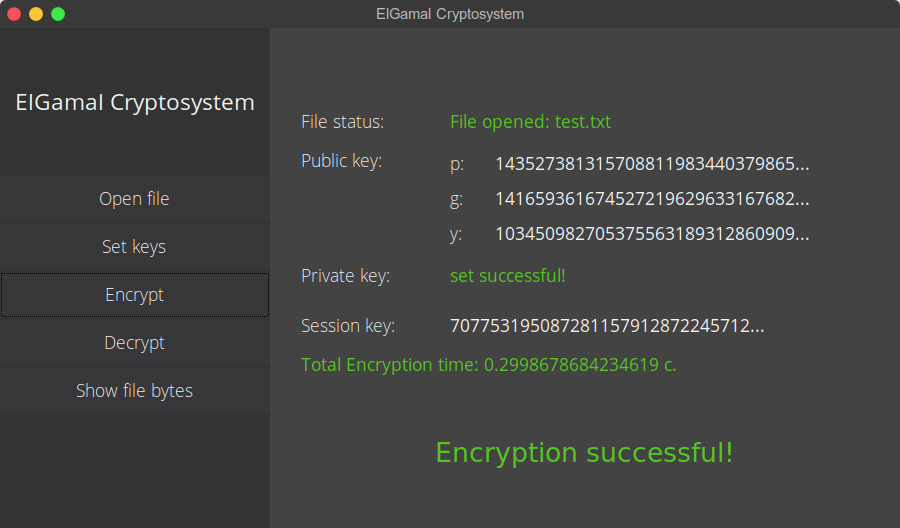 ElGamal Cryptosystem
ElGamal Cryptosystem
Open file
Set keys
Encrypt
Decrypt
Show file bytes
File status: File opened: test.txt
Public key: p: 143527381315708811983440379865...
g: 141659361674527219629633167682...
y: 103450982705375563189312860909...
Private key: set successful!
Session key: 707753195087281157912872245712...
Total Encryption time: 0.2998678684234619 c.
Encryption successful!